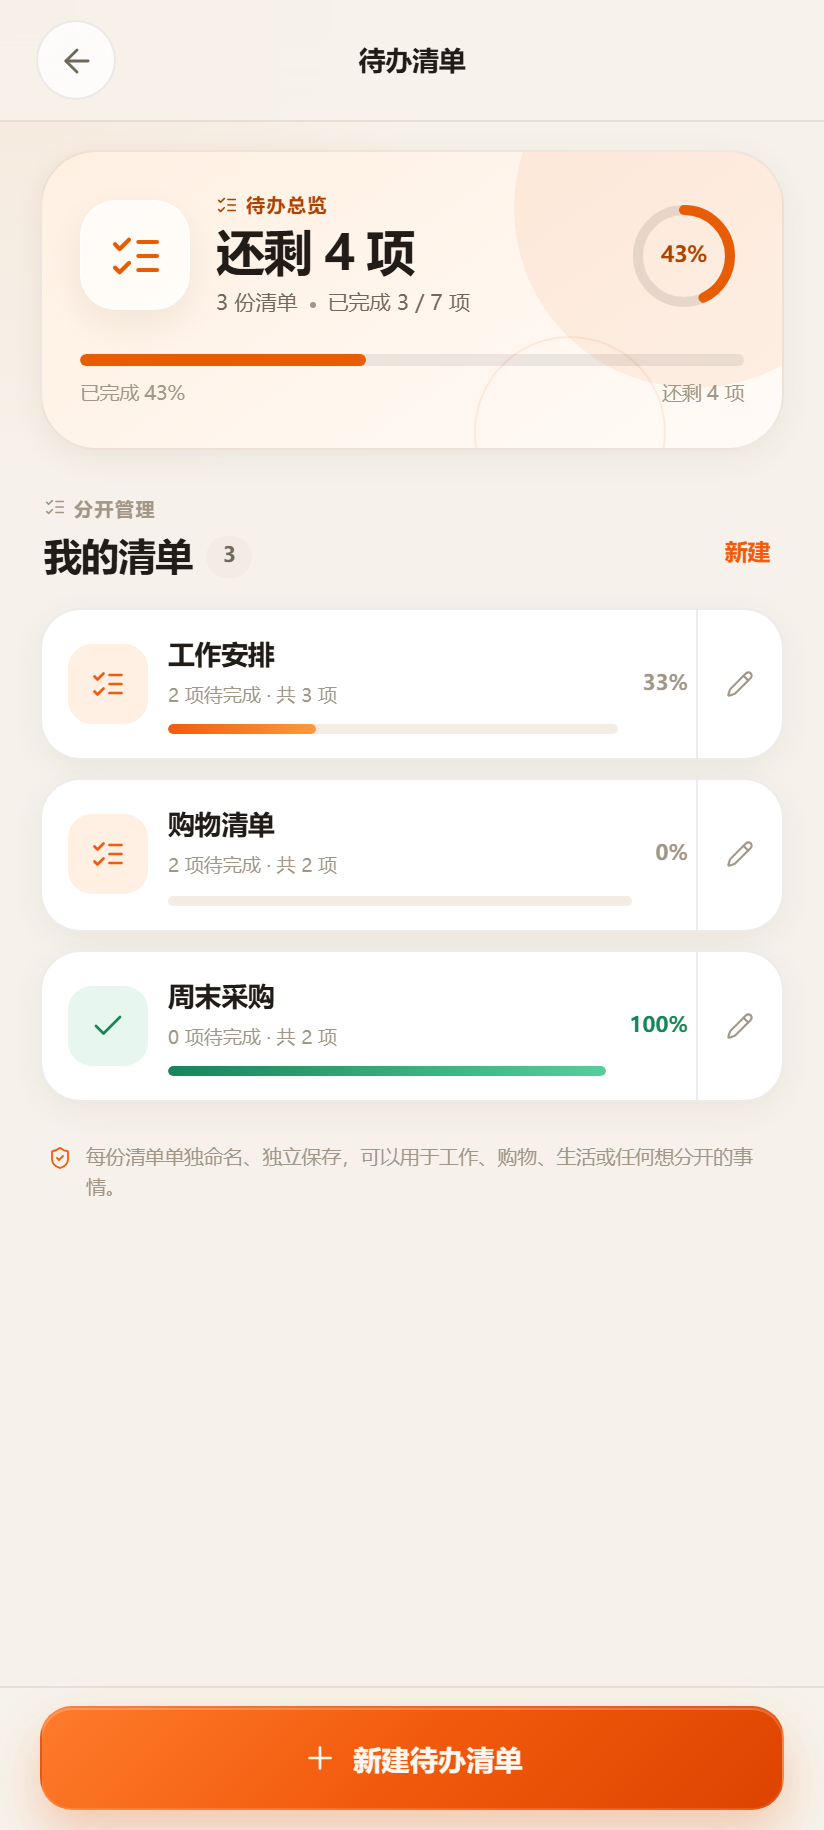 待办清单
待办总览
还剩 4 项
3 份清单 • 已完成 3 / 7 项
43%
已完成 43%
还剩 4 项
分开管理
我的清单 3
新建
工作安排
2 项待完成 · 共 3 项
33%
购物清单
2 项待完成 · 共 2 项
0%
周末采购
0 项待完成 · 共 2 项
100%
每份清单单独命名、独立保存，可以用于工作、购物、生活或任何想分开的事
情。
新建待办清单